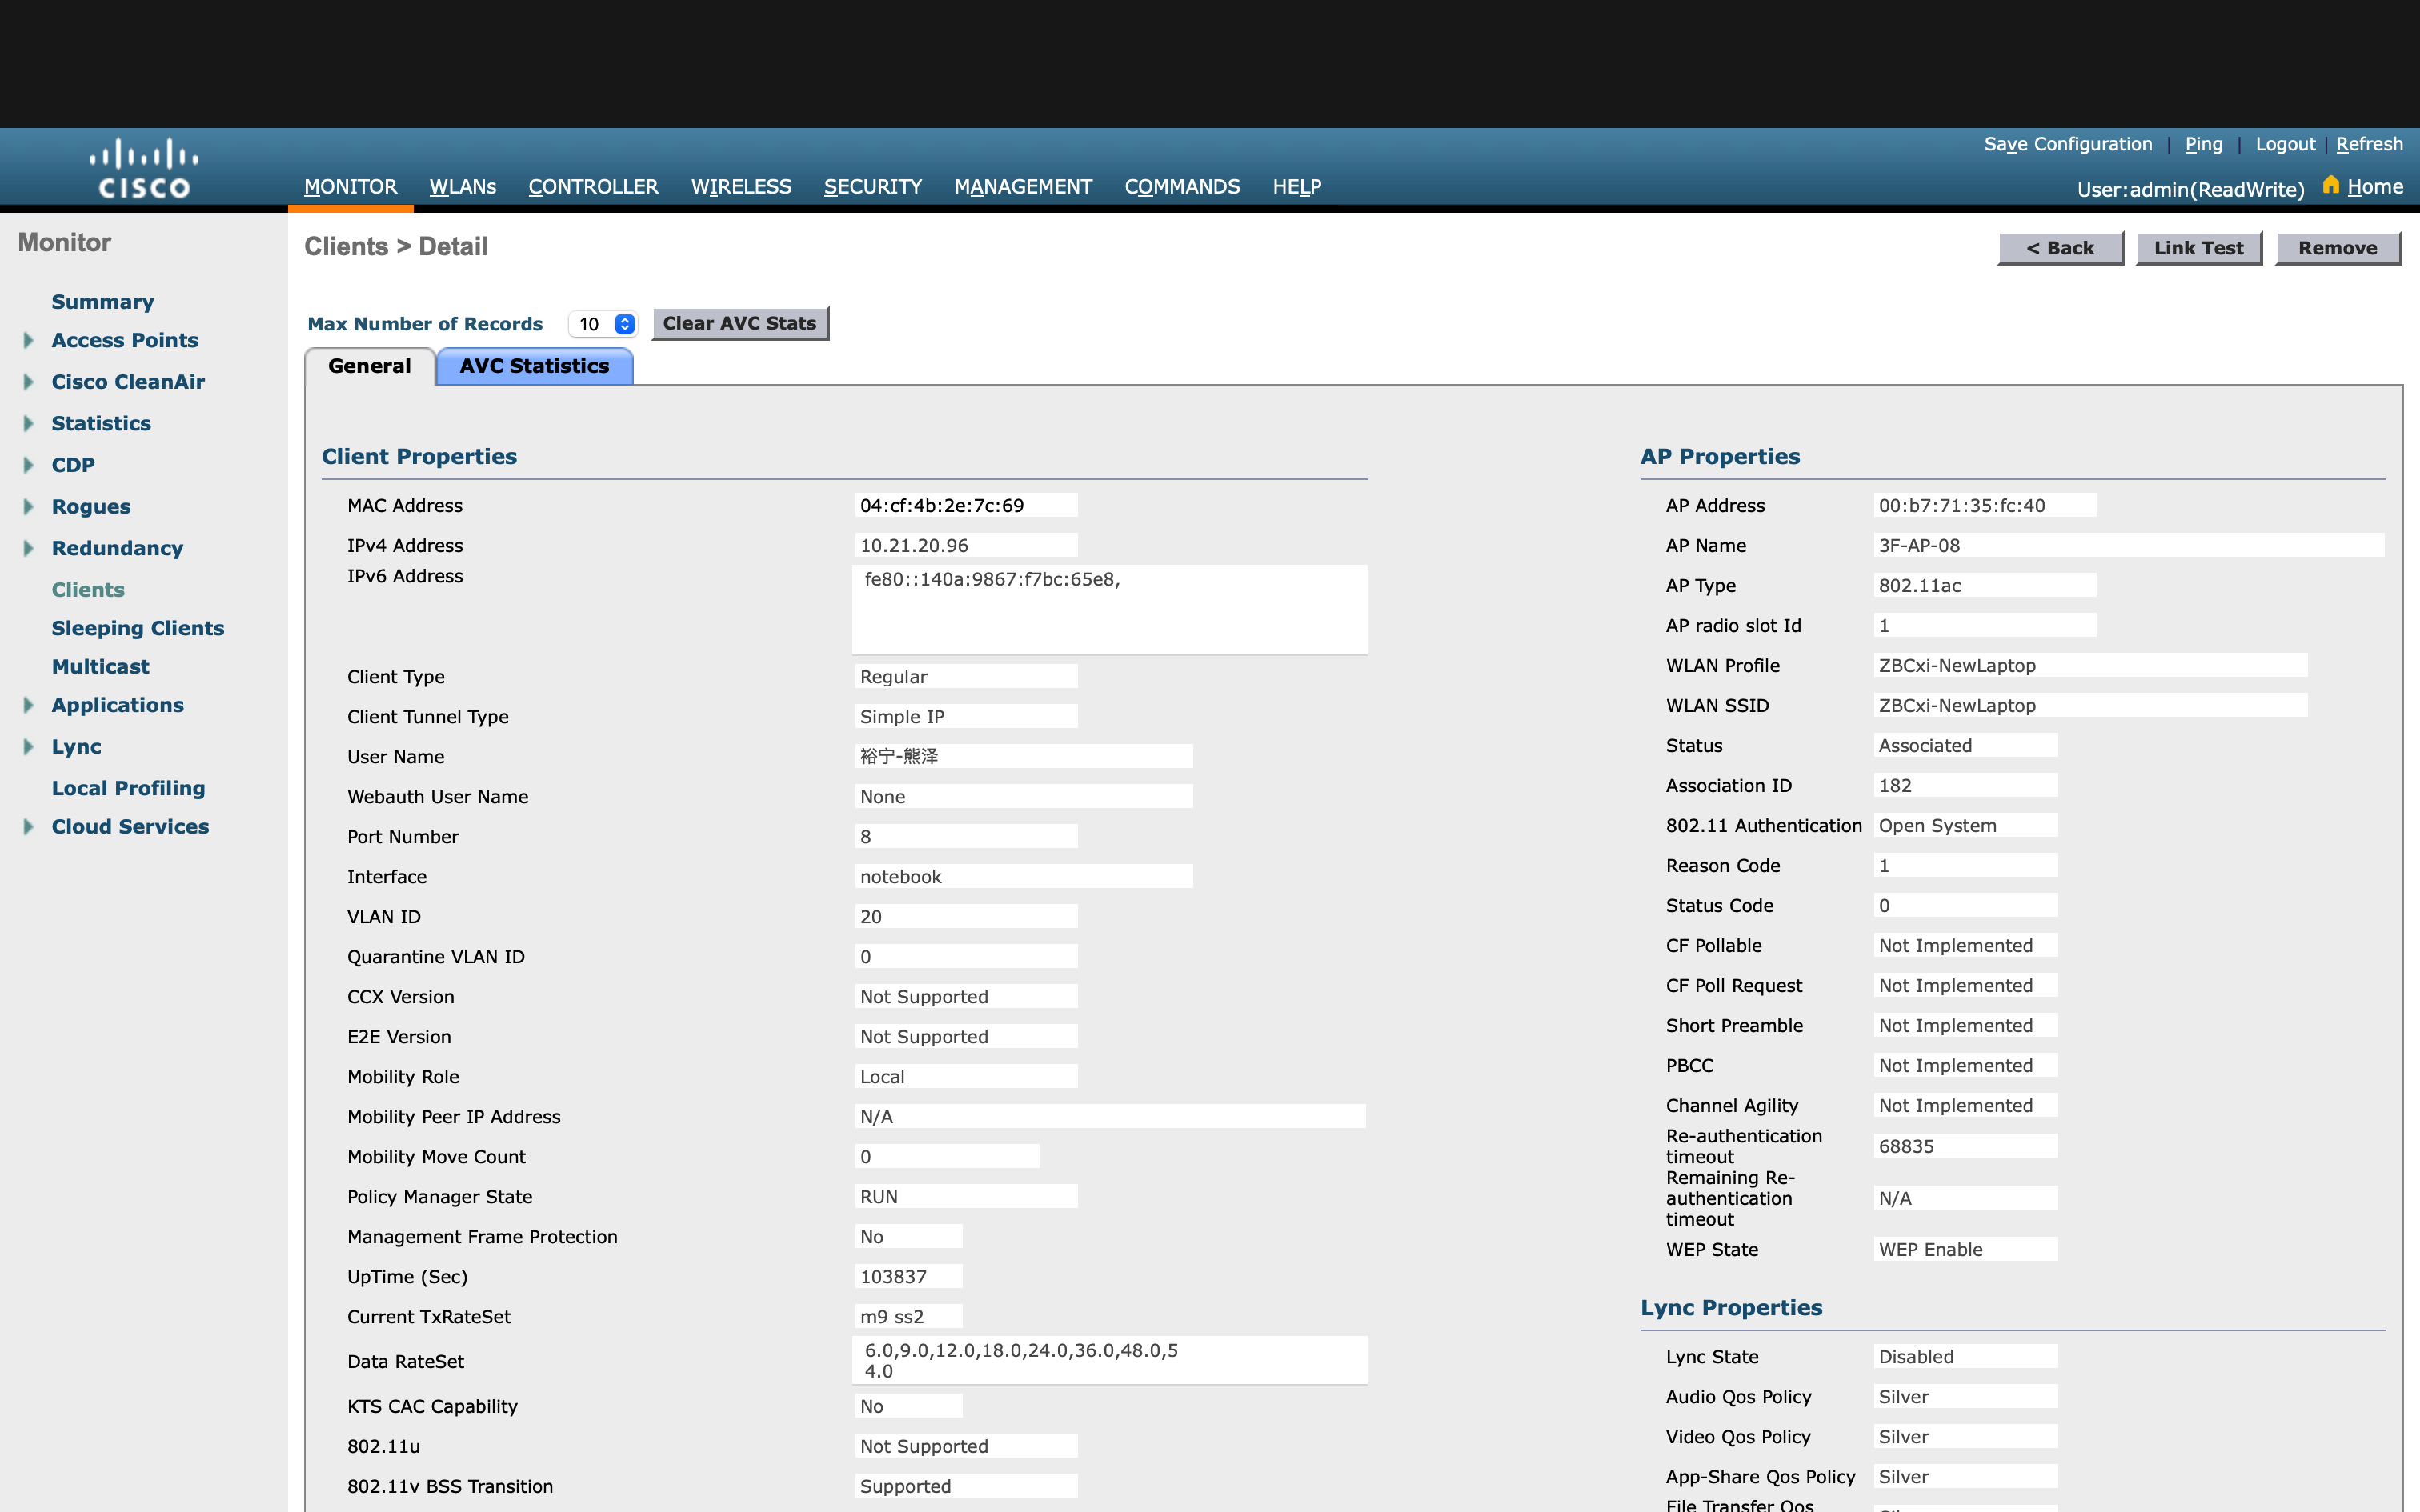 CISCO
Save Configuration | Ping | Logout | Refresh
MONITOR WLANs CONTROLLER WIRELESS SECURITY MANAGEMENT COMMANDS HELP
User:admin(ReadWrite) Home
Monitor
Summary
Access Points
Cisco CleanAir
Statistics
CDP
Rogues
Redundancy
Clients
Sleeping Clients
Multicast
Applications
Lync
Local Profiling
Cloud Services
Clients > Detail
< Back Link Test Remove
Max Number of Records 10 Clear AVC Stats
General AVC Statistics
Client Properties
MAC Address 04:cf:4b:2e:7c:69
IPv4 Address 10.21.20.96
IPv6 Address fe80::140a:9867:f7bc:65e8,
Client Type Regular
Client Tunnel Type Simple IP
User Name 裕宁-熊泽
Webauth User Name None
Port Number 8
Interface notebook
VLAN ID 20
Quarantine VLAN ID 0
CCX Version Not Supported
E2E Version Not Supported
Mobility Role Local
Mobility Peer IP Address N/A
Mobility Move Count 0
Policy Manager State RUN
Management Frame Protection No
UpTime (Sec) 103837
Current TxRateSet m9 ss2
Data RateSet 6.0,9.0,12.0,18.0,24.0,36.0,48.0,5
4.0
KTS CAC Capability No
802.11u Not Supported
802.11v BSS Transition Supported
AP Properties
AP Address 00:b7:71:35:fc:40
AP Name 3F-AP-08
AP Type 802.11ac
AP radio slot Id 1
WLAN Profile ZBCxi-NewLaptop
WLAN SSID ZBCxi-NewLaptop
Status Associated
Association ID 182
802.11 Authentication Open System
Reason Code 1
Status Code 0
CF Pollable Not Implemented
CF Poll Request Not Implemented
Short Preamble Not Implemented
PBCC Not Implemented
Channel Agility Not Implemented
Re-authentication
timeout 68835
Remaining Re-
authentication
timeout N/A
WEP State WEP Enable
Lync Properties
Lync State Disabled
Audio Qos Policy Silver
Video Qos Policy Silver
App-Share Qos Policy Silver
File Transfer Qos